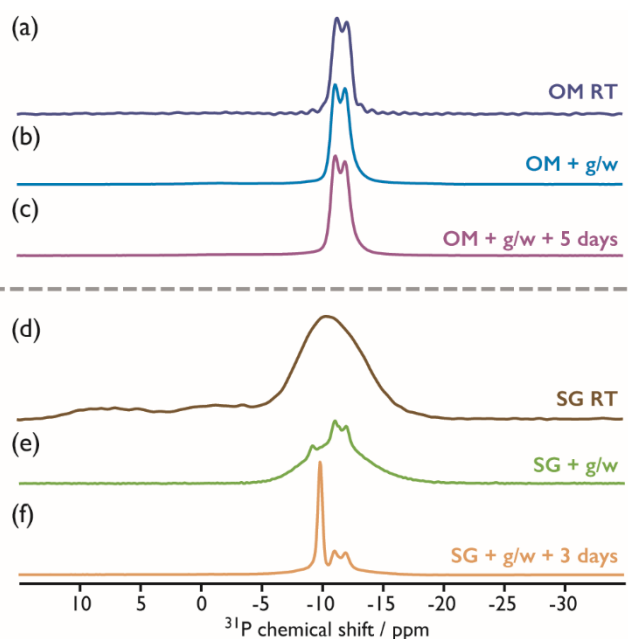 (a)
OM RT
(b)
OM + g/w
(c)
OM + g/w + 5 days
(d)
SG RT
(e)
SG + g/w
(f)
SG + g/w + 3 days
10 5 0 -5 -10 -15 -20 -25 -30
³¹P chemical shift / ppm